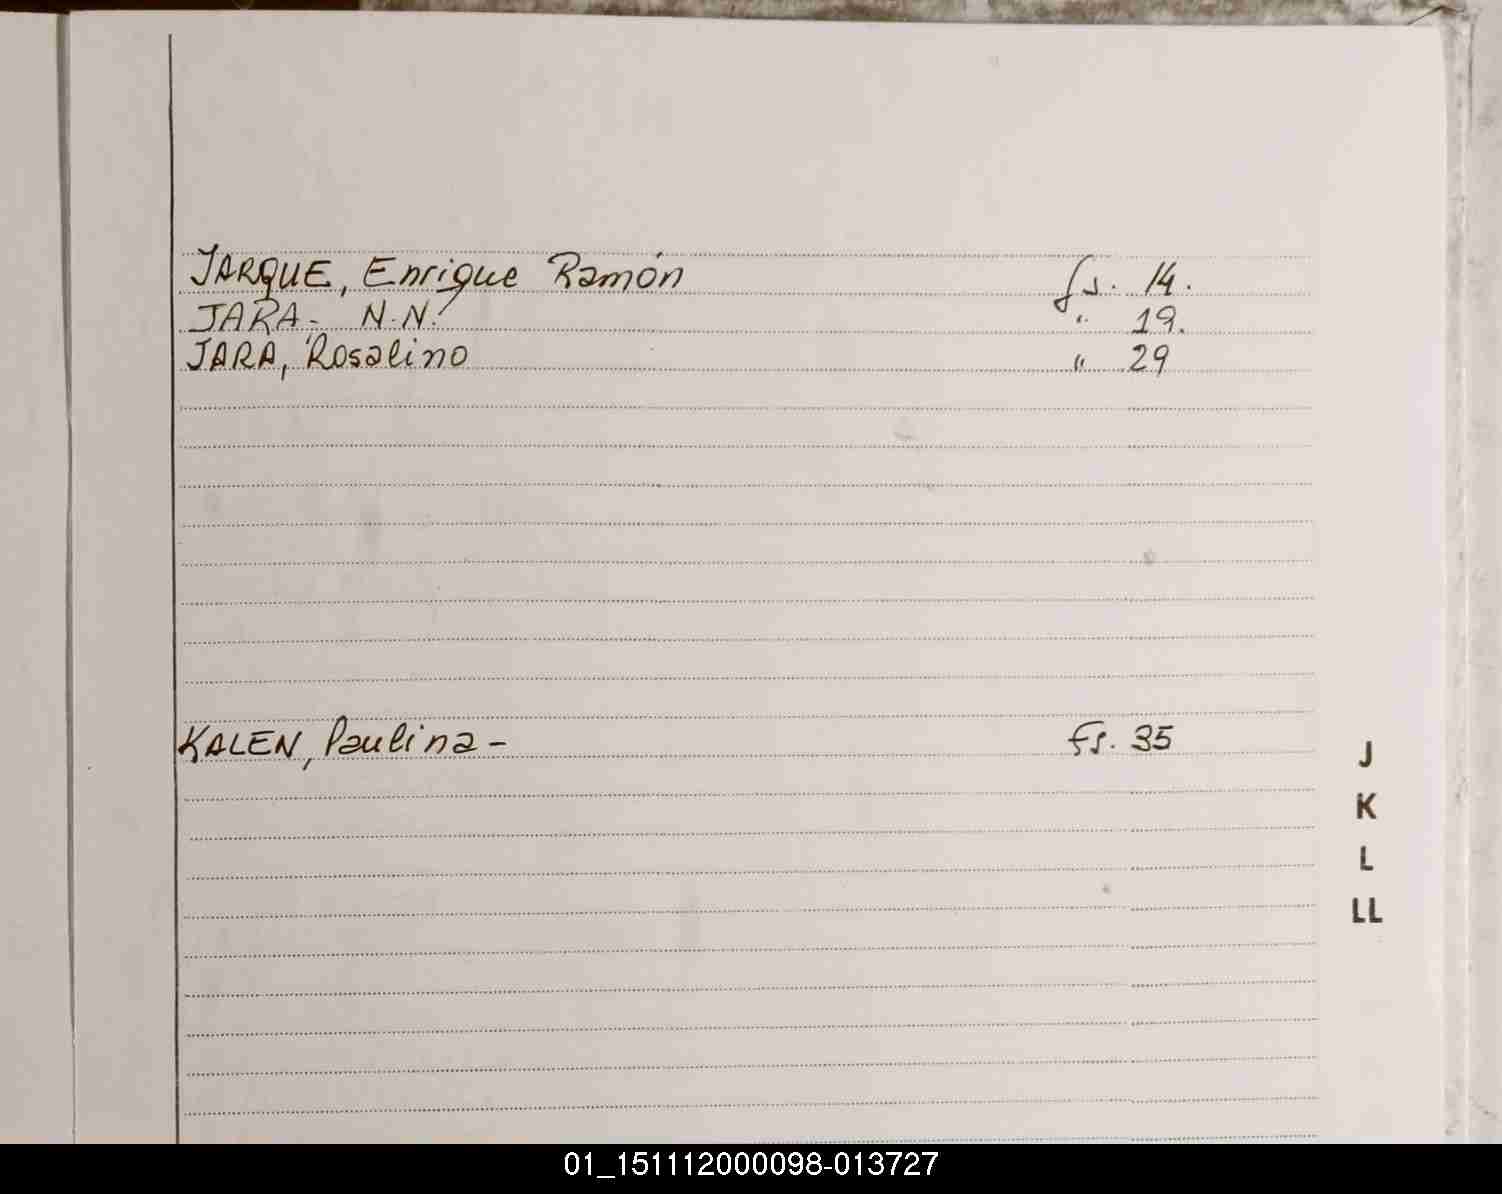 JARQUE, Enrique Ramón fs. 14.
JARA, N.N. " 19.
JARA, Rosalino " 29
KALEN, Paulina - fs. 35
J
K
L
LL
01_151112000098-013727